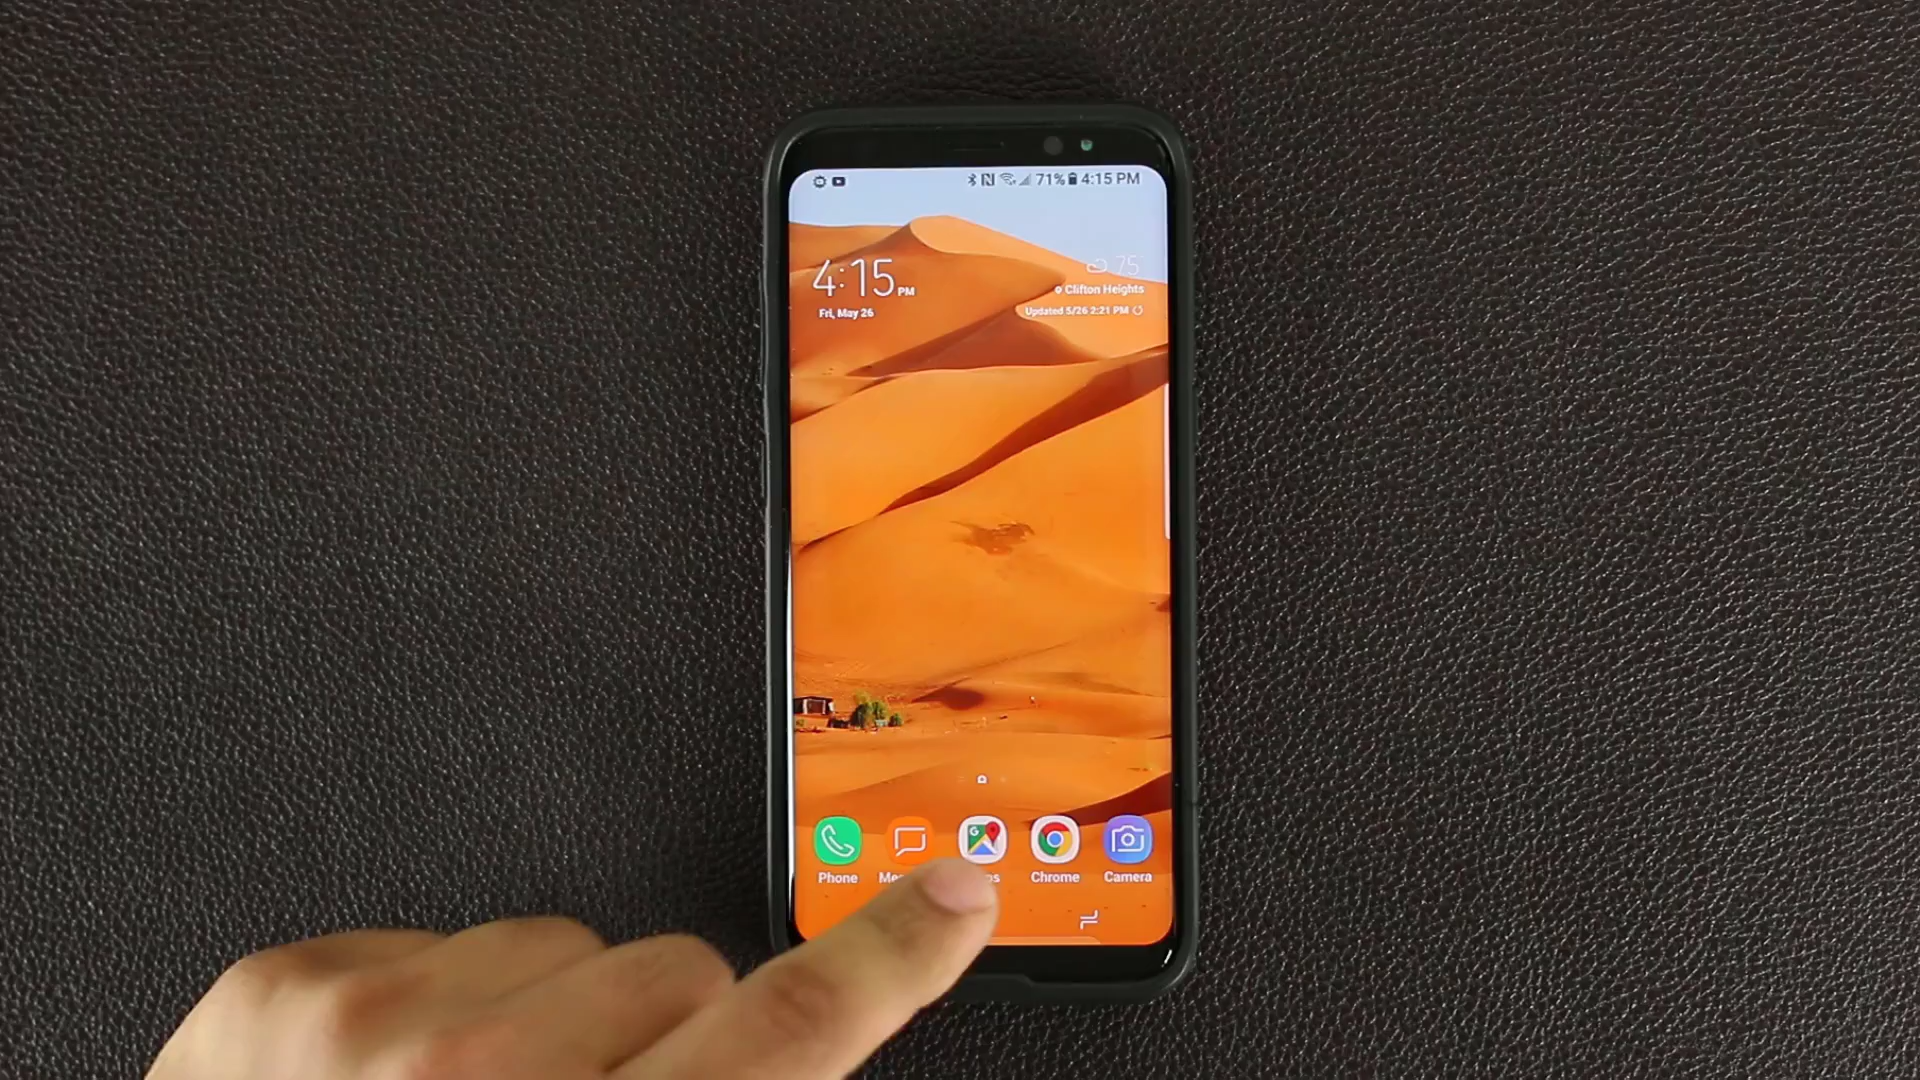 71% 4:15 PM
4:15 PM
75°
Fri, May 26
Clifton Heights
Updated 5/26 2:21 PM
Phone
Chrome
Camera